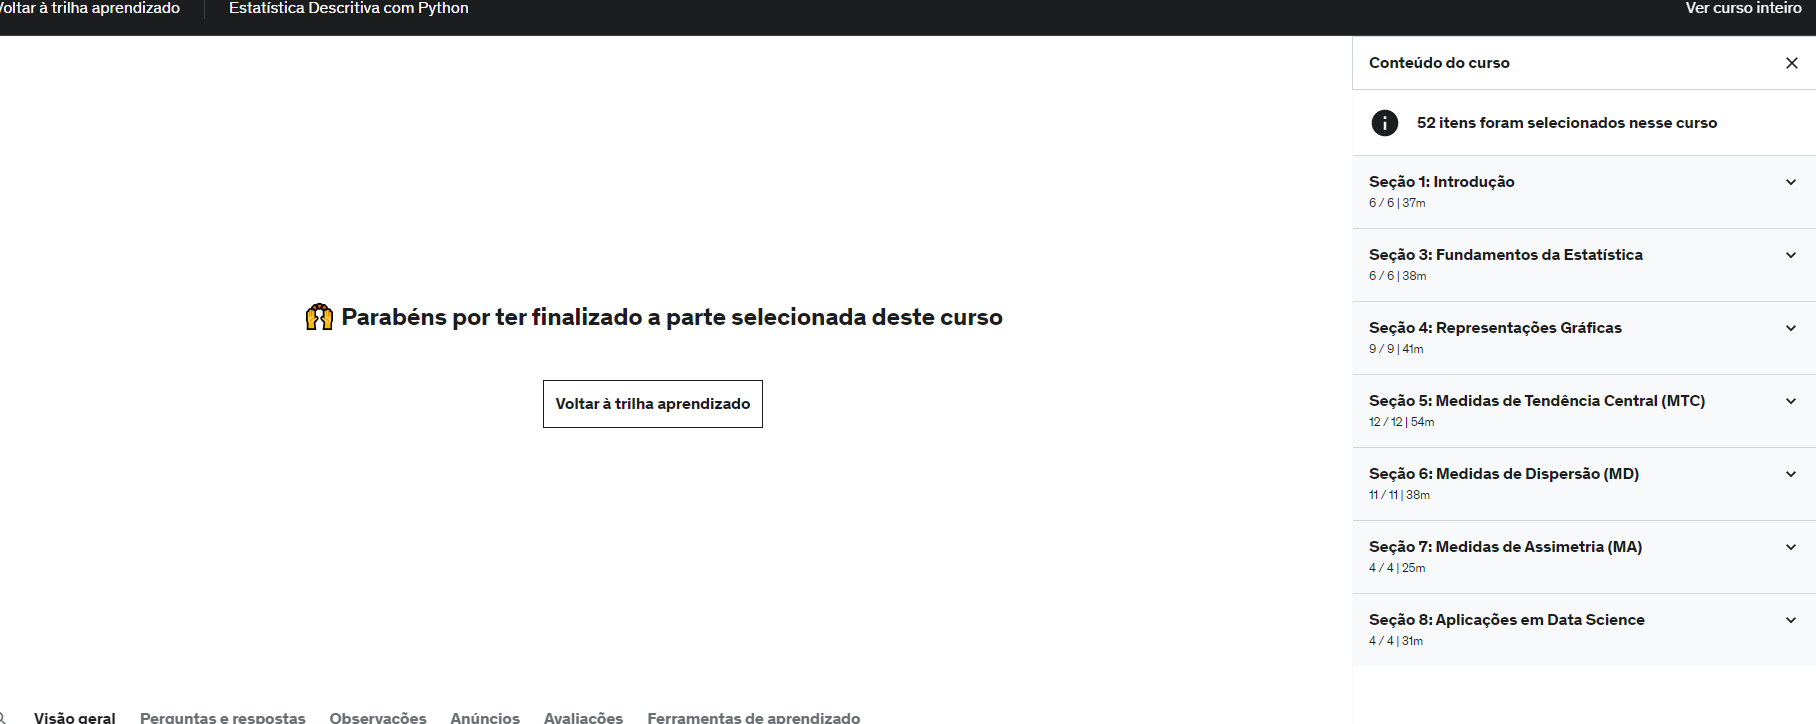 Voltar à trilha aprendizado
Estatística Descritiva com Python
Ver curso inteiro
Parabéns por ter finalizado a parte selecionada deste curso
Voltar à trilha aprendizado
Conteúdo do curso
52 itens foram selecionados nesse curso
Seção 1: Introdução
6 / 6 | 37m
Seção 3: Fundamentos da Estatística
6 / 6 | 38m
Seção 4: Representações Gráficas
9 / 9 | 41m
Seção 5: Medidas de Tendência Central (MTC)
12 / 12 | 54m
Seção 6: Medidas de Dispersão (MD)
11 / 11 | 38m
Seção 7: Medidas de Assimetria (MA)
4 / 4 | 25m
Seção 8: Aplicações em Data Science
4 / 4 | 31m
Visão geral
Perguntas e respostas
Observações
Anúncios
Avaliações
Ferramentas de aprendizado